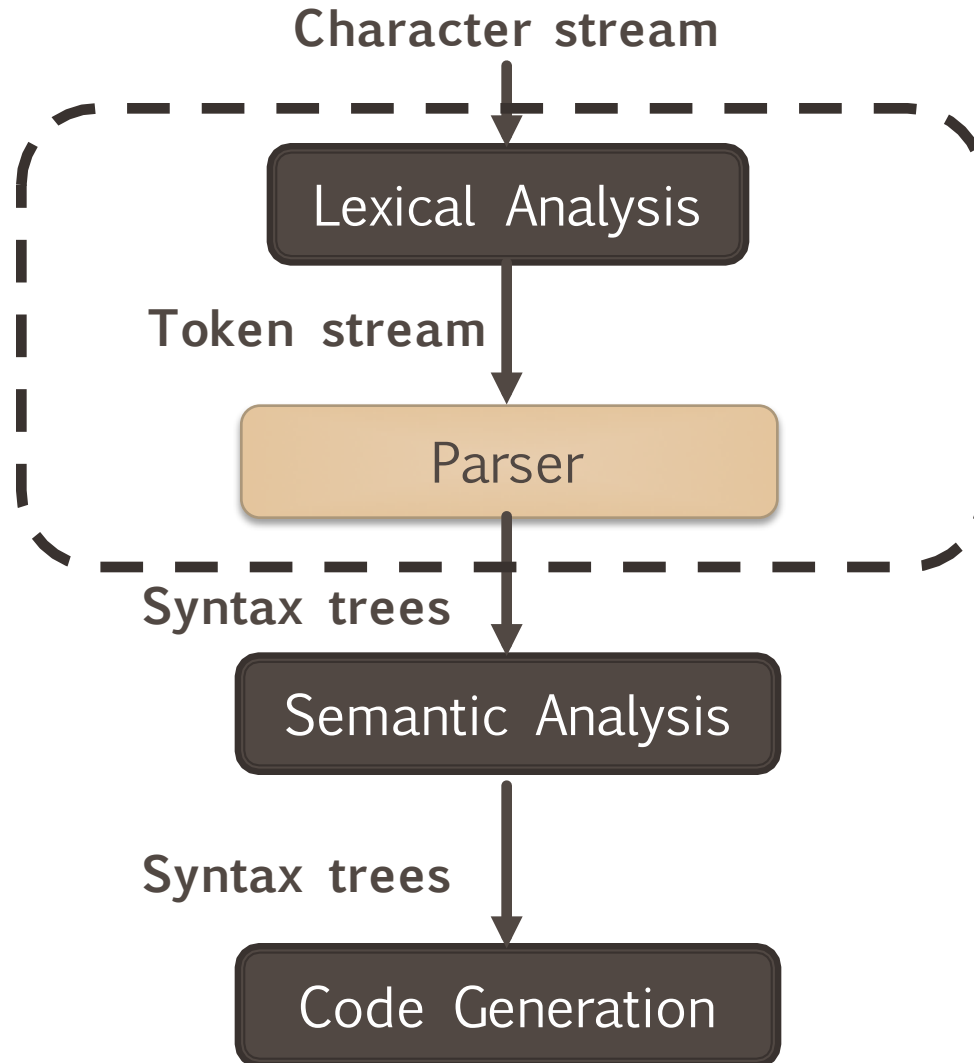 Character stream
Lexical Analysis
Token stream
Parser
Syntax trees
Semantic Analysis
Syntax trees
Code Generation